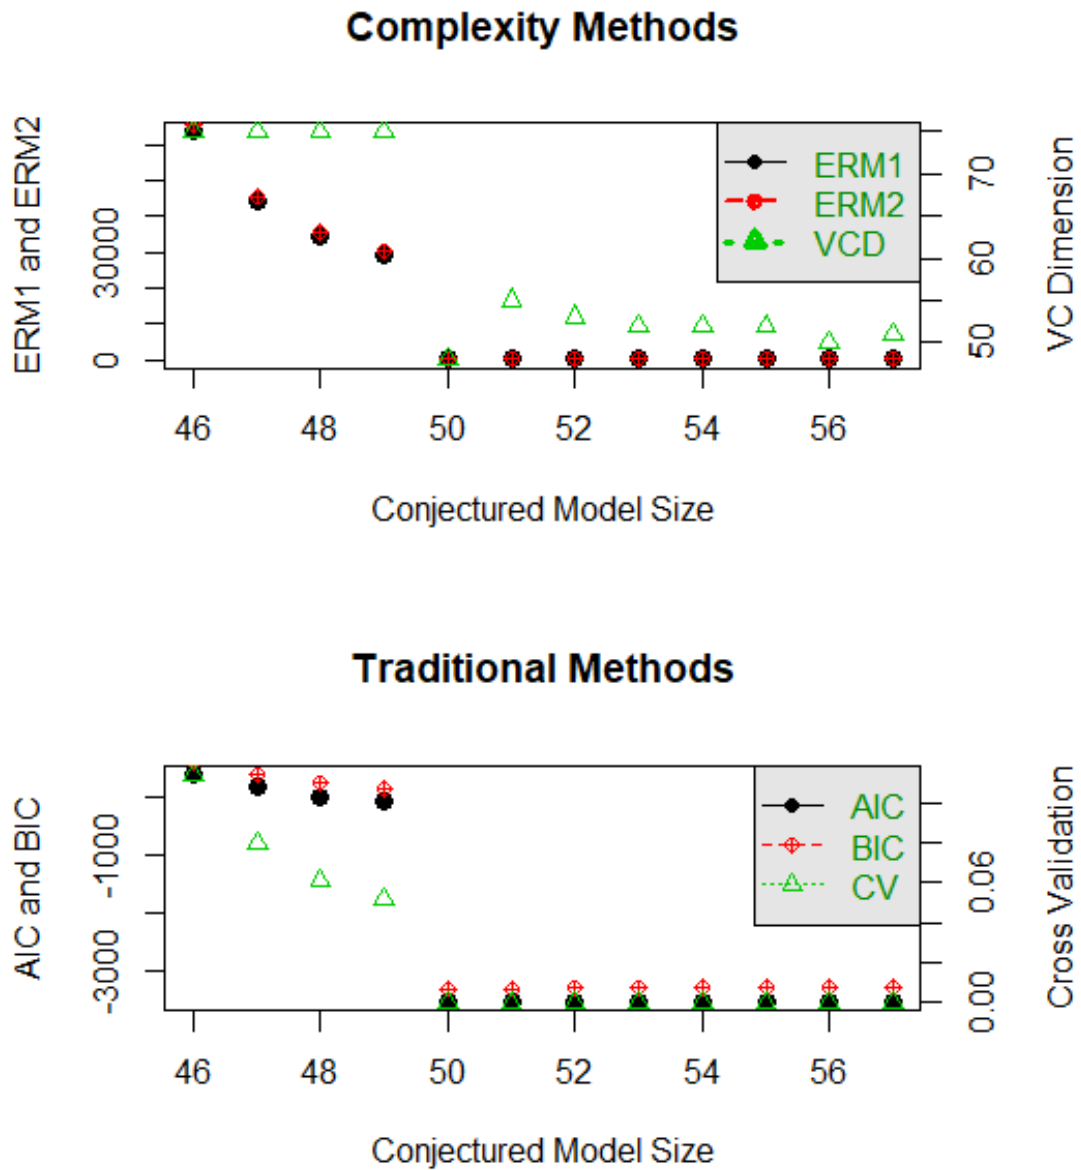 Complexity Methods
ERM1 and ERM2
0 30000
ERM1
ERM2
VCD
50 60 70
VC Dimension
46 48 50 52 54 56
Conjectured Model Size
Traditional Methods
AIC and BIC
-3000 -1000
AIC
BIC
CV
0.00 0.06
Cross Validation
46 48 50 52 54 56
Conjectured Model Size